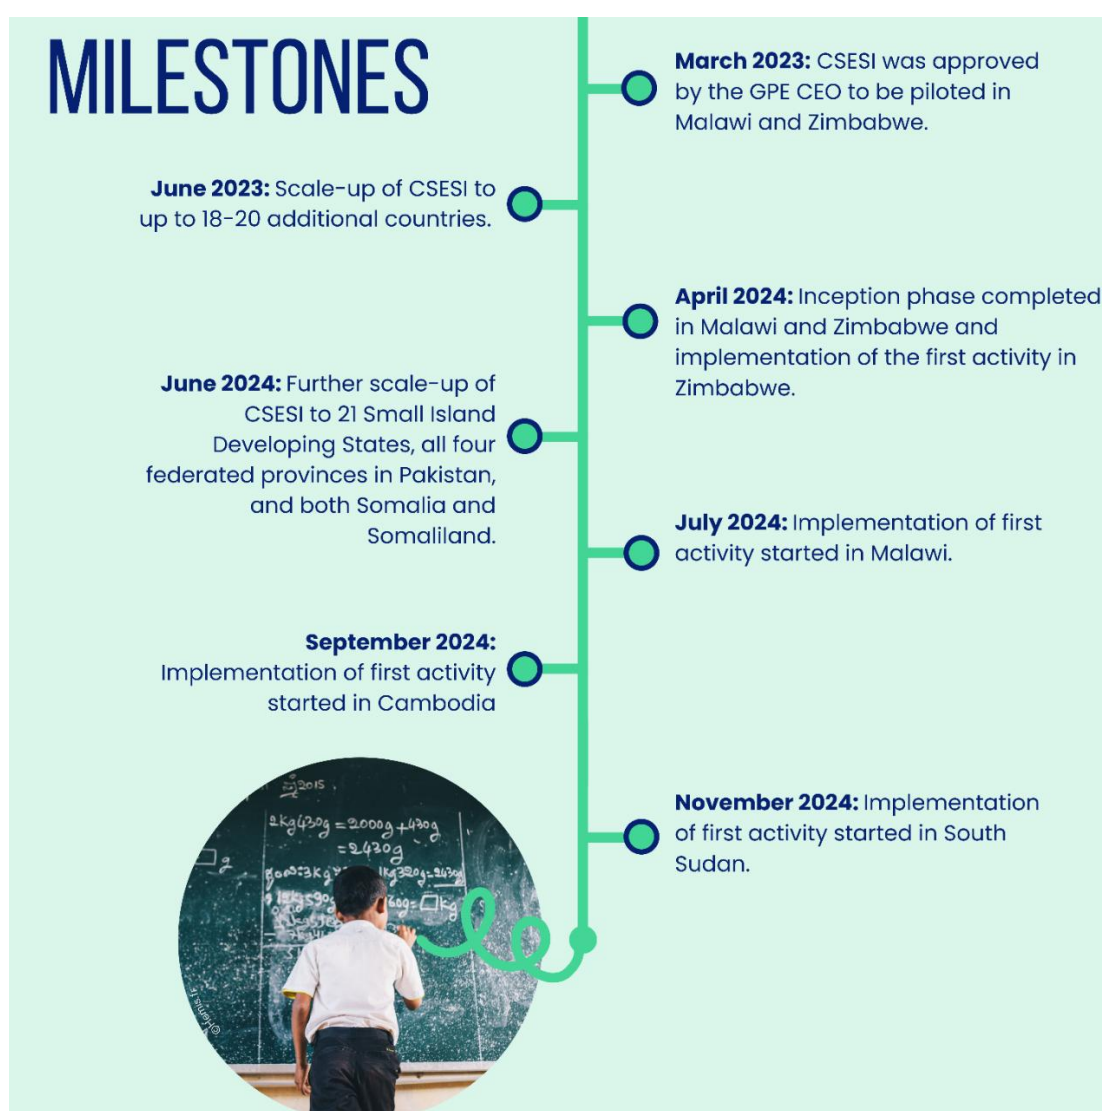 MILESTONES
March 2023: CSESI was approved
by the GPE CEO to be piloted in
Malawi and Zimbabwe.
June 2023: Scale-up of CSESI to
up to 18-20 additional countries.
April 2024: Inception phase completed
in Malawi and Zimbabwe and
implementation of the first activity in
Zimbabwe.
June 2024: Further scale-up of
CSESI to 21 Small Island
Developing States, all four
federated provinces in Pakistan,
and both Somalia and
Somaliland.
July 2024: Implementation of first
activity started in Malawi.
September 2024:
Implementation of first activity
started in Cambodia
November 2024: Implementation
of first activity started in South
Sudan.
2015
2kg430g = 2000g + 430g
= 2430g
©Hemis.fr